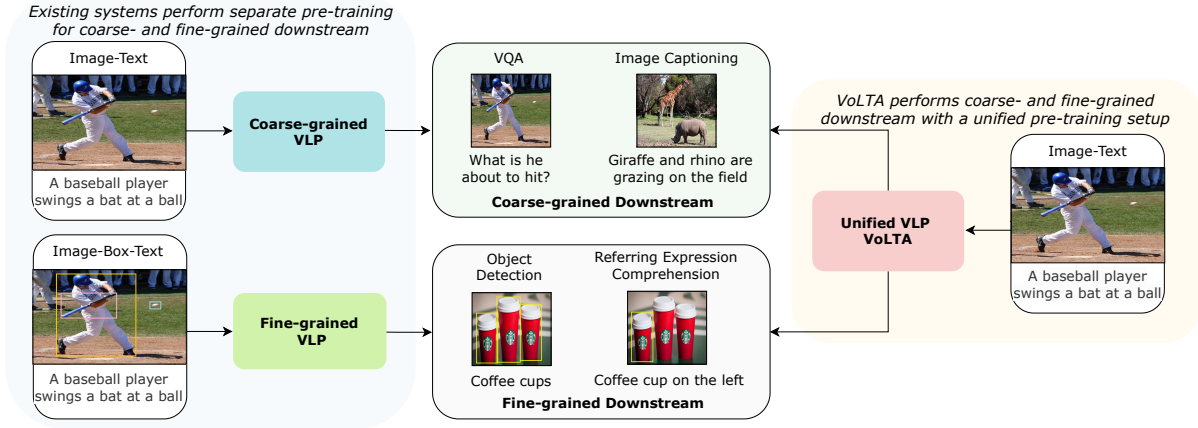 Existing systems perform separate pre-training
for coarse- and fine-grained downstream
Image-Text
A baseball player
swings a bat at a ball
Coarse-grained
VLP
Image-Box-Text
A baseball player
swings a bat at a ball
Fine-grained
VLP
VQA
What is he
about to hit?
Image Captioning
Giraffe and rhino are
grazing on the field
Coarse-grained Downstream
Object
Detection
Coffee cups
Referring Expression
Comprehension
Coffee cup on the left
Fine-grained Downstream
VoLTA performs coarse- and fine-grained
downstream with a unified pre-training setup
Unified VLP
VoLTA
Image-Text
A baseball player
swings a bat at a ball